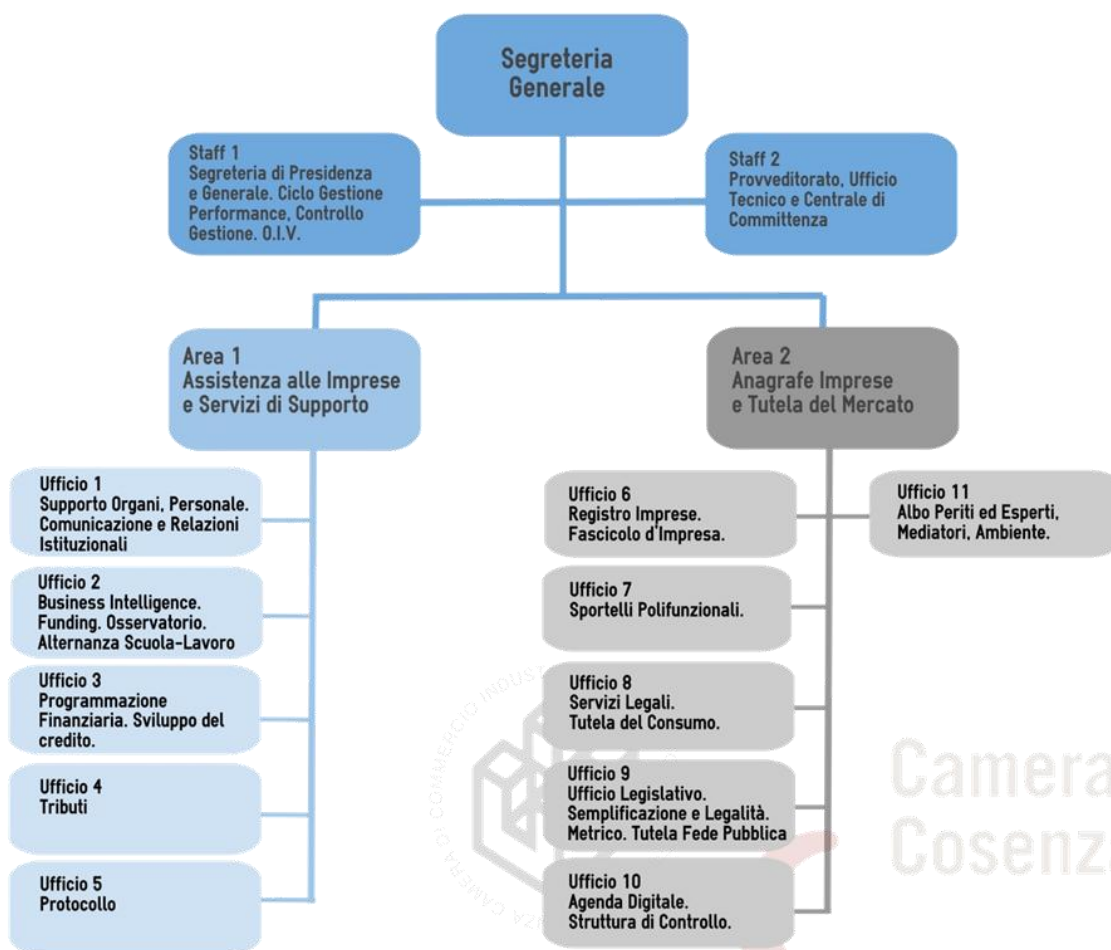 Segreteria
Generale
Staff 1
Segreteria di Presidenza
e Generale. Ciclo Gestione
Performance, Controllo
Gestione. O.I.V.
Staff 2
Provveditorato, Ufficio
Tecnico e Centrale di
Committenza
Area 1
Assistenza alle Imprese
e Servizi di Supporto
Area 2
Anagrafe Imprese
e Tutela del Mercato
Ufficio 1
Supporto Organi, Personale.
Comunicazione e Relazioni
Istituzionali
Ufficio 2
Business Intelligence.
Funding. Osservatorio.
Alternanza Scuola-Lavoro
Ufficio 3
Programmazione
Finanziaria. Sviluppo del
credito.
Ufficio 4
Tributi
Ufficio 5
Protocollo
Ufficio 6
Registro Imprese.
Fascicolo d'Impresa.
Ufficio 11
Albo Periti ed Esperti,
Mediatori, Ambiente.
Ufficio 7
Sportelli Polifunzionali.
Ufficio 8
Servizi Legali.
Tutela del Consumo.
Ufficio 9
Ufficio Legislativo.
Semplificazione e Legalità.
Metrico. Tutela Fede Pubblica
Ufficio 10
Agenda Digitale.
Struttura di Controllo.
Camera
Cosenza
CAMERA DI COMMERCIO